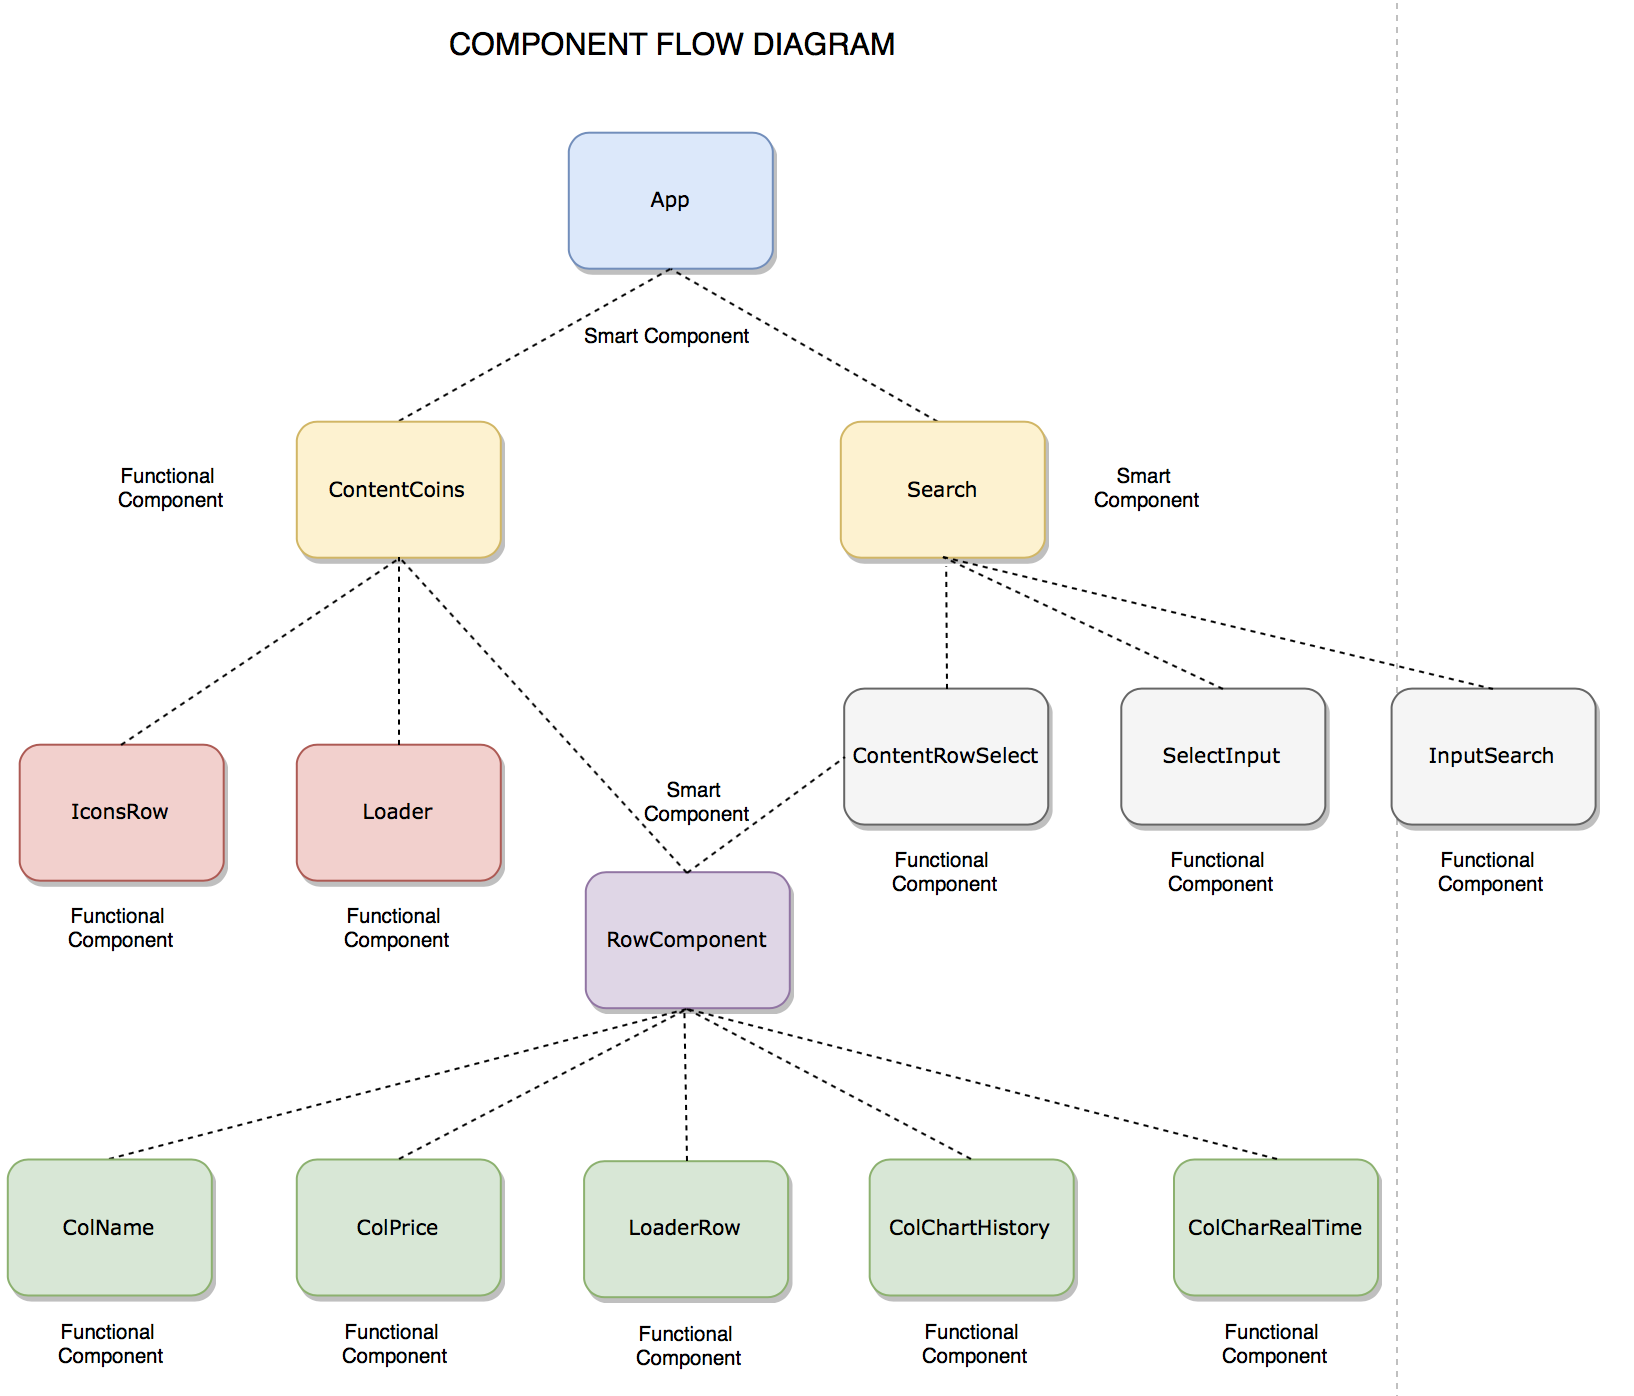 COMPONENT FLOW DIAGRAM
App
Smart Component
Functional
Component
ContentCoins
Search
Smart
Component
ContentRowSelect
SelectInput
InputSearch
IconsRow
Loader
Smart
Component
Functional
Component
Functional
Component
Functional
Component
Functional
Component
Functional
Component
RowComponent
ColName
ColPrice
LoaderRow
ColChartHistory
ColCharRealTime
Functional
Component
Functional
Component
Functional
Component
Functional
Component
Functional
Component